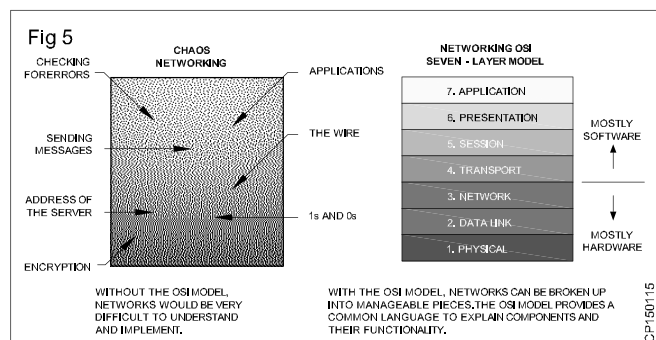 Fig 5
CHAOS
NETWORKING
CHECKING
FORERRORS
SENDING
MESSAGES
ADDRESS OF
THE SERVER
ENCRYPTION
APPLICATIONS
THE WIRE
1s AND 0s
WITHOUT THE OSI MODEL,
NETWORKS WOULD BE VERY
DIFFICULT TO UNDERSTAND
AND IMPLEMENT.
NETWORKING OSI
SEVEN - LAYER MODEL
7. APPLICATION
6. PRESENTATION
5. SESSION
4. TRANSPORT
3. NETWORK
2. DATA LINK
1. PHYSICAL
MOSTLY
SOFTWARE
MOSTLY
HARDWARE
WITH THE OSI MODEL, NETWORKS CAN BE BROKEN UP
INTO MANAGEABLE PIECES.THE OSI MODEL PROVIDES A
COMMON LANGUAGE TO EXPLAIN COMPONENTS AND
THEIR FUNCTIONALITY.
CP150115